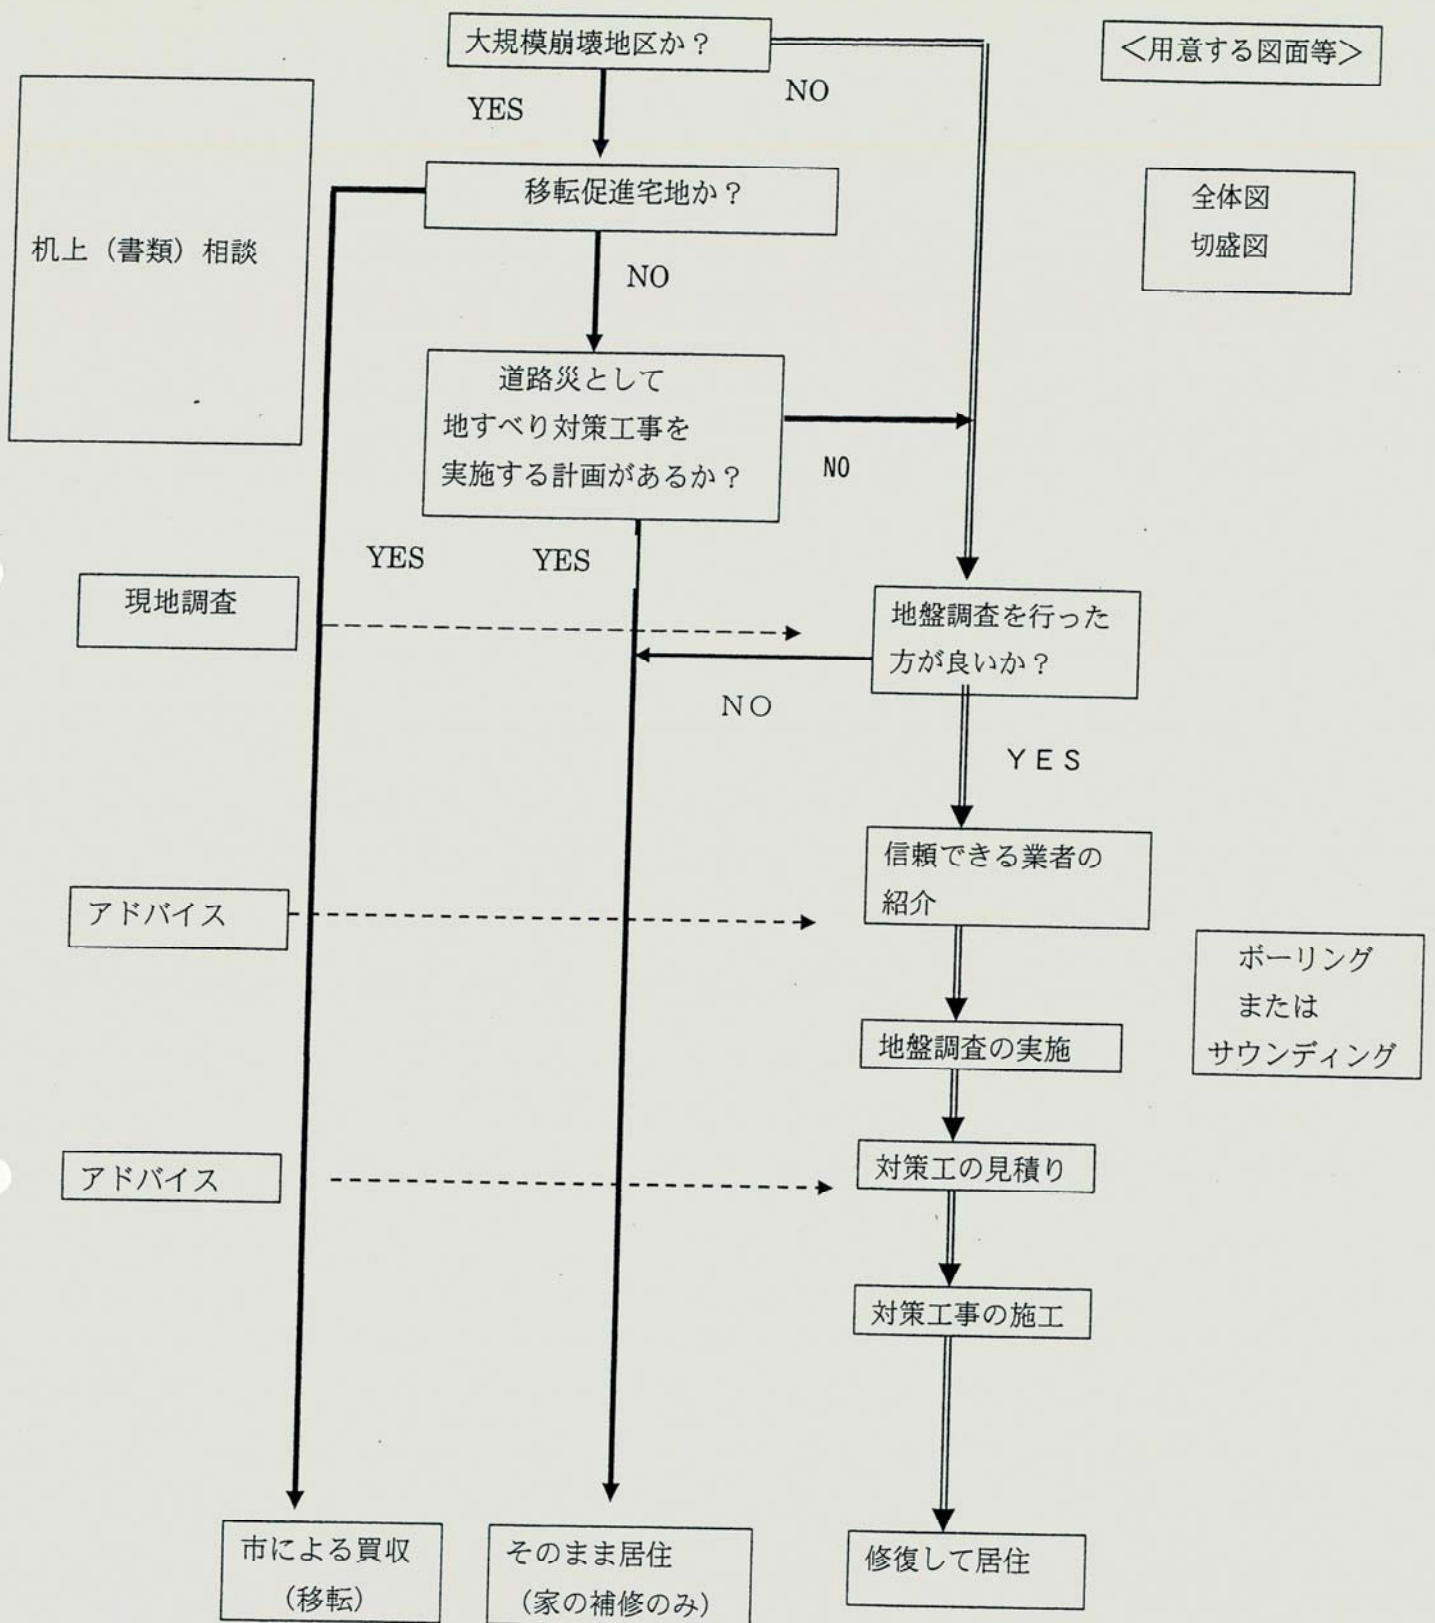 大規模崩壊地区か？
＜用意する図面等＞
YES
NO
移転促進宅地か？
全体図
切盛図
机上（書類）相談
NO
道路災として
地すべり対策工事を
実施する計画があるか？
NO
YES
YES
現地調査
地盤調査を行った
方が良いか？
ＮＯ
ＹＥＳ
信頼できる業者の
紹介
アドバイス
ボーリング
または
サウンディング
地盤調査の実施
アドバイス
対策工の見積り
対策工事の施工
市による買収
（移転）
そのまま居住
（家の補修のみ）
修復して居住